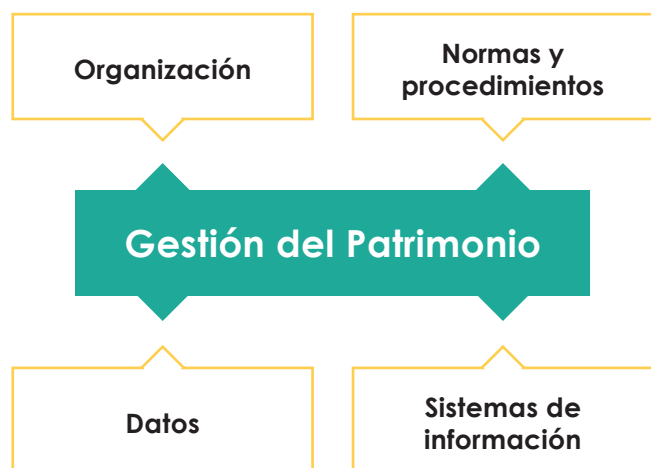 Organización
Normas y
procedimientos
Gestión del Patrimonio
Datos
Sistemas de
información